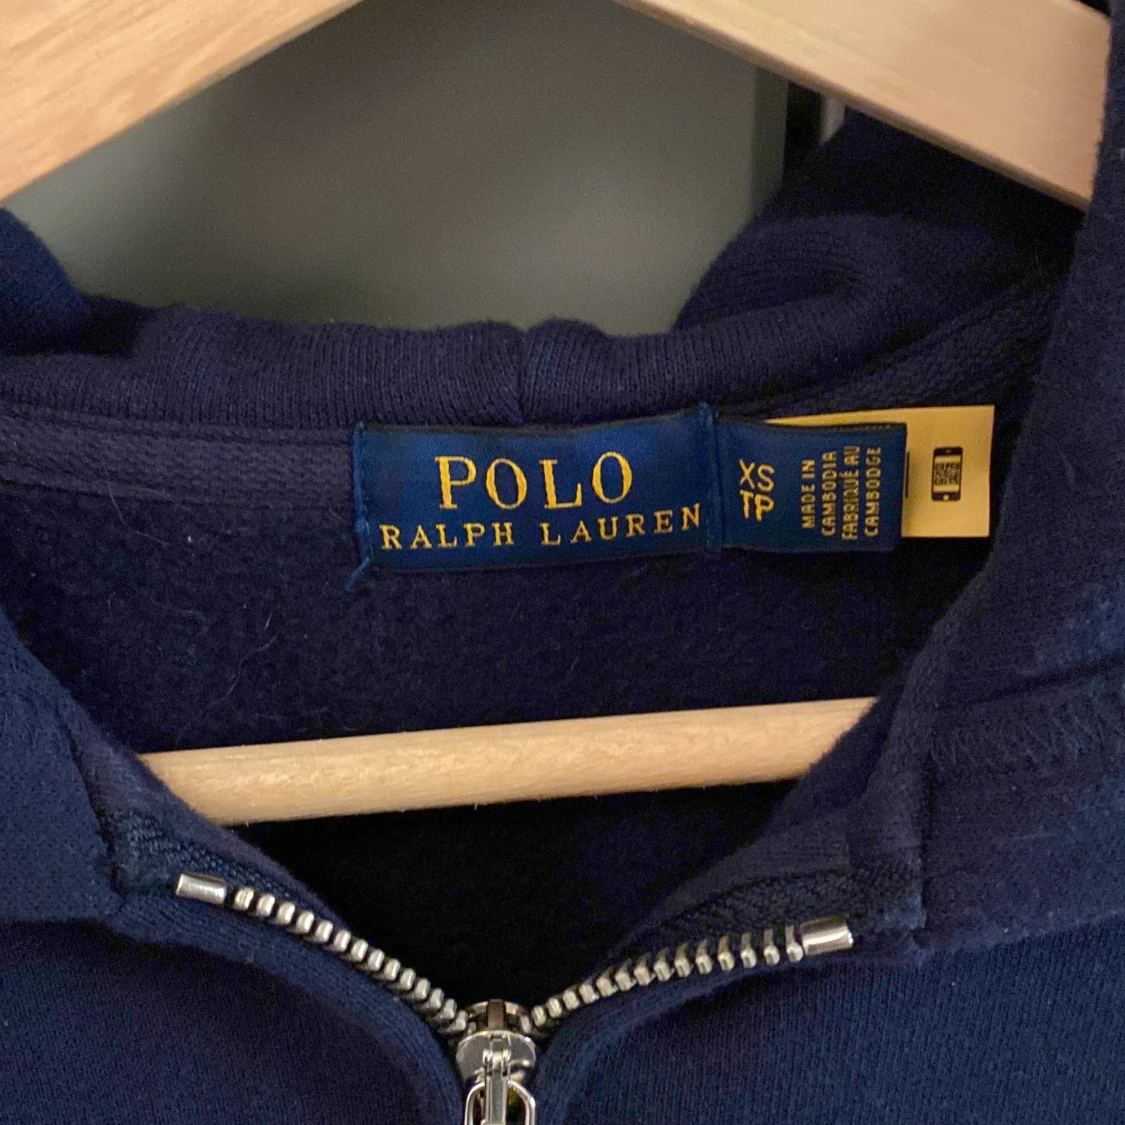 POLO
RALPH LAUREN
XS
TP
MADE IN
CAMBODIA
FABRIQUÉ AU
CAMBODGE